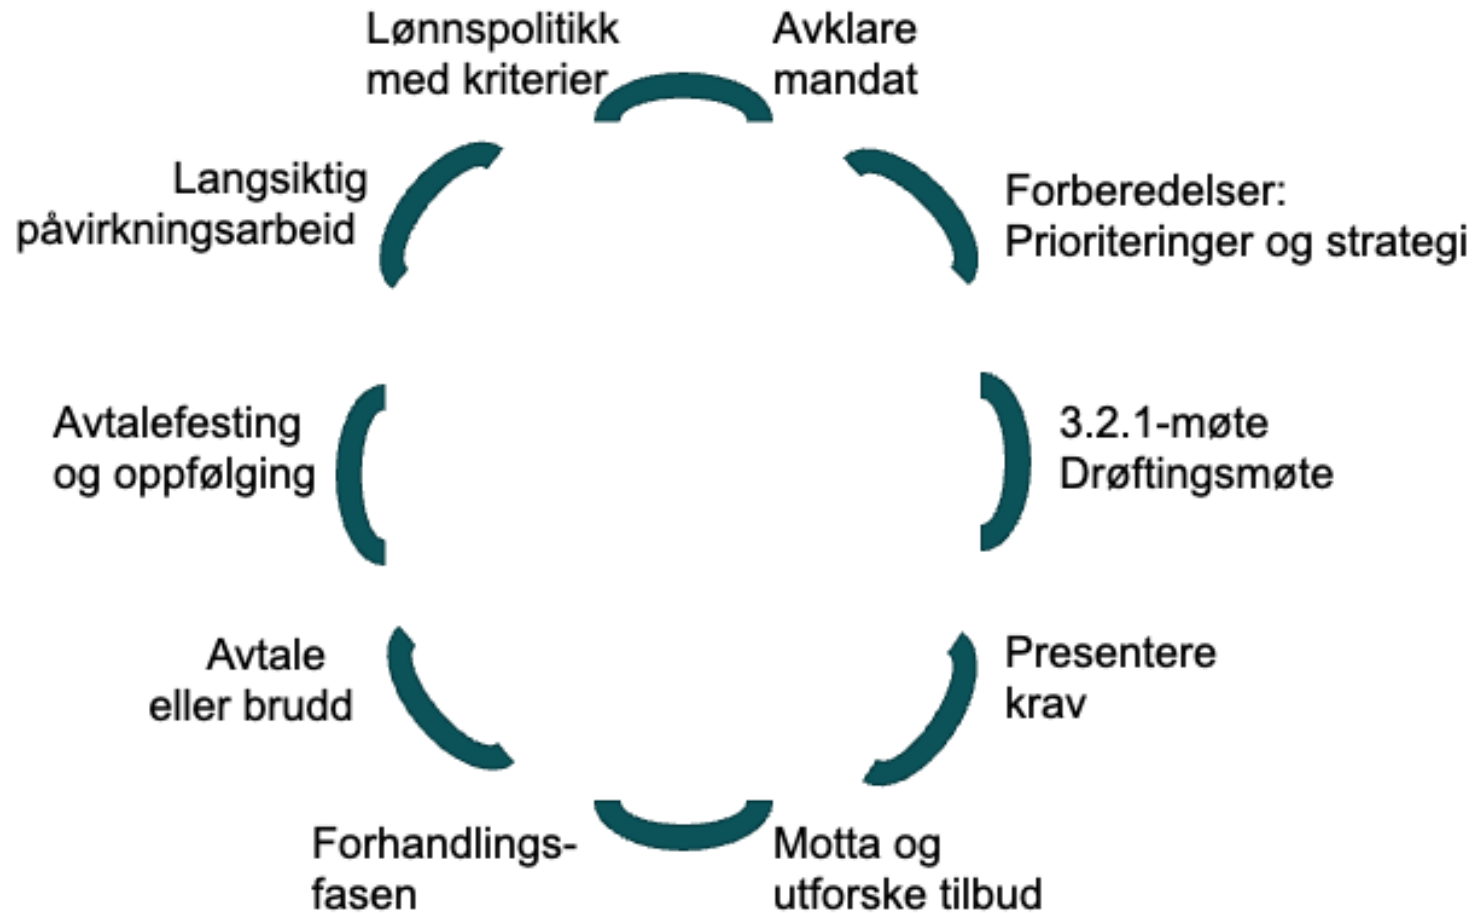 Lønnspolitikk
med kriterier
Avklare
mandat
Forberedelser:
Prioriteringer og strategi
3.2.1-møte
Drøftingsmøte
Presentere
krav
Motta og
utforske tilbud
Forhandlings-
fasen
Avtale
eller brudd
Avtalefesting
og oppfølging
Langsiktig
påvirkningsarbeid